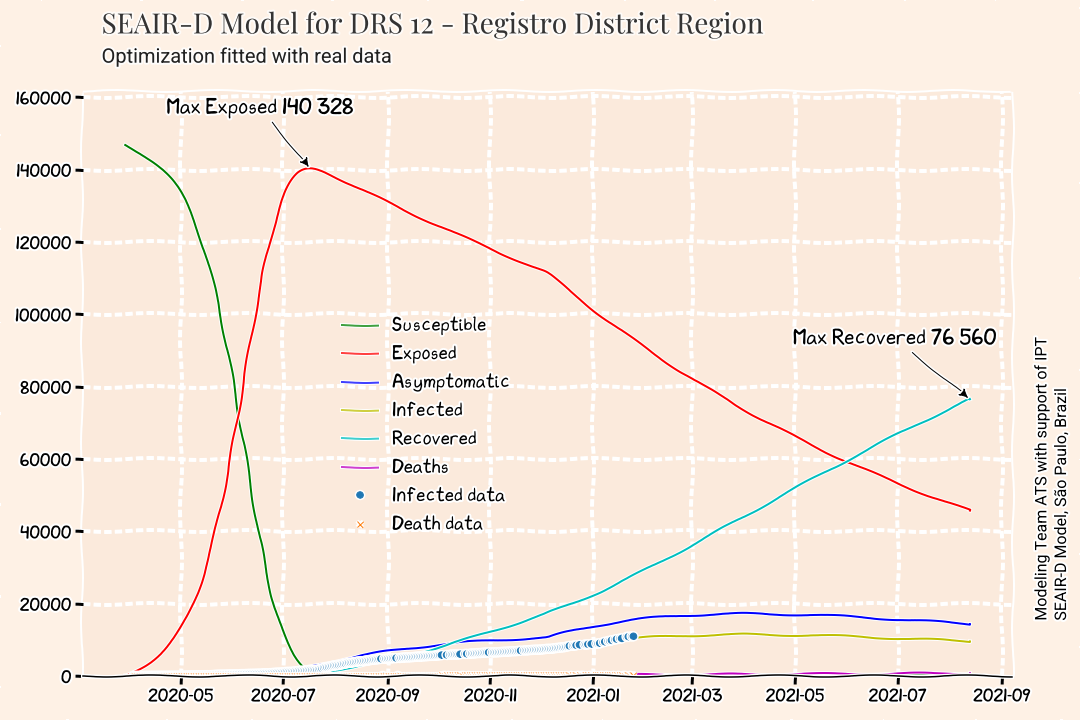 SEAIR-D Model for DRS 12 - Registro District Region
Optimization fitted with real data
160000
140000
120000
100000
80000
60000
40000
20000
0
Max Exposed 140 328
Max Recovered 76 560
Susceptible
Exposed
Asymptomatic
Infected
Recovered
Deaths
Infected data
Death data
2020-05
2020-07
2020-09
2020-11
2021-01
2021-03
2021-05
2021-07
2021-09
Modeling Team ATS with support of IPT
SEAIR-D Model, São Paulo, Brazil